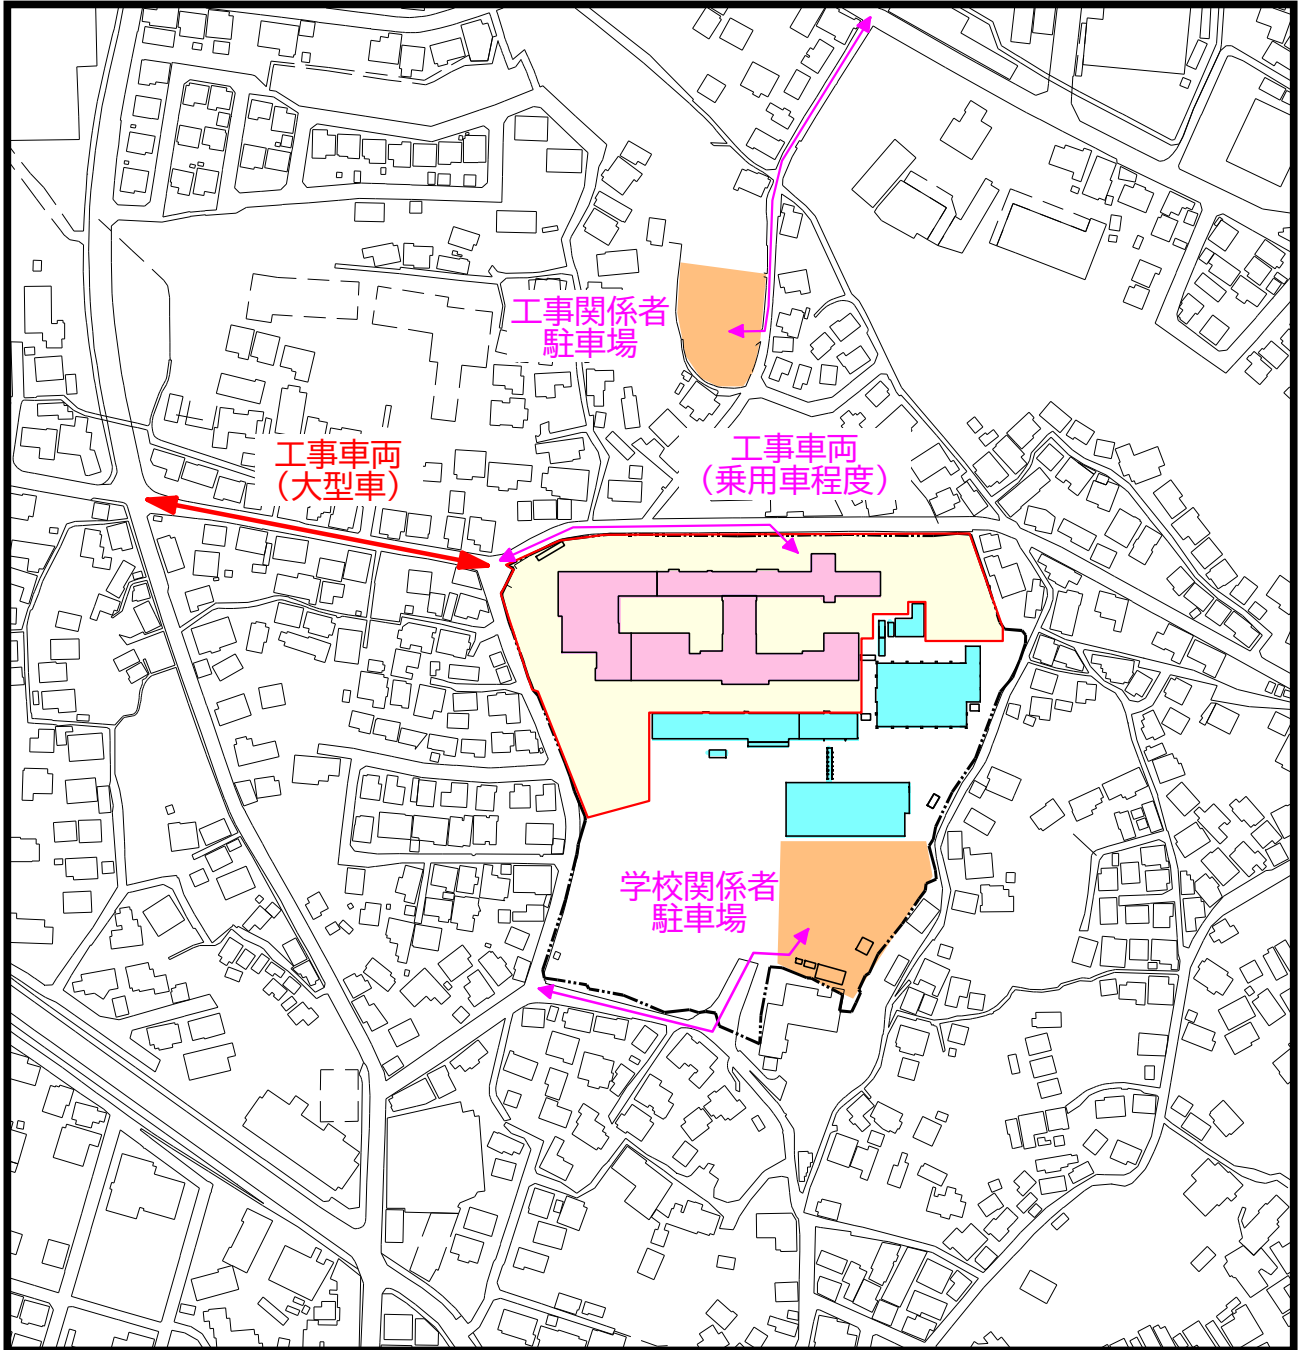 工事関係者
駐車場
工事車両
（大型車）
工事車両
（乗用車程度）
学校関係者
駐車場